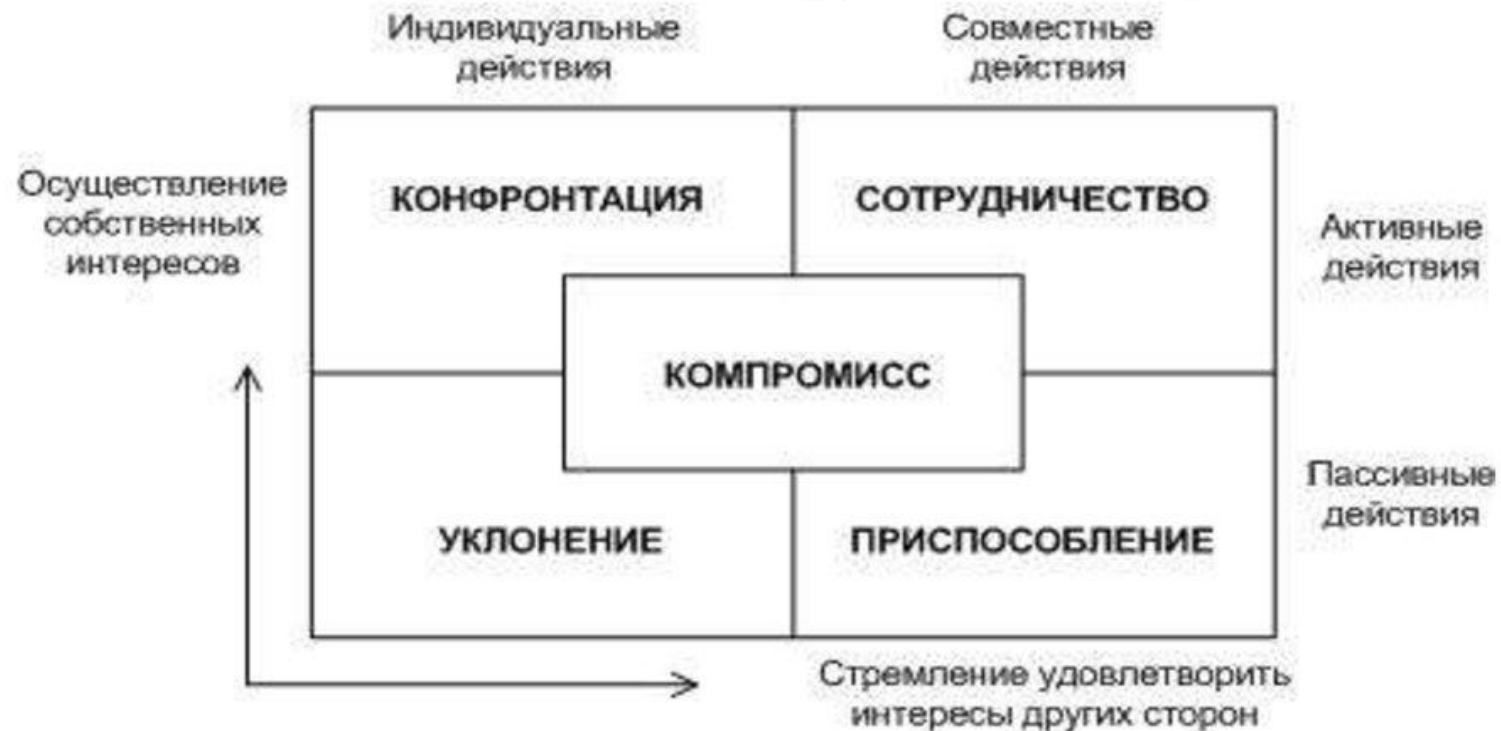 Индивидуальные
действия
Совместные
действия
Осуществление
собственных
интересов
КОНФРОНТАЦИЯ
СОТРУДНИЧЕСТВО
Активные
действия
КОМПРОМИСС
УКЛОНЕНИЕ
ПРИСПОСОБЛЕНИЕ
Пассивные
действия
Стремление удовлетворить
интересы других сторон